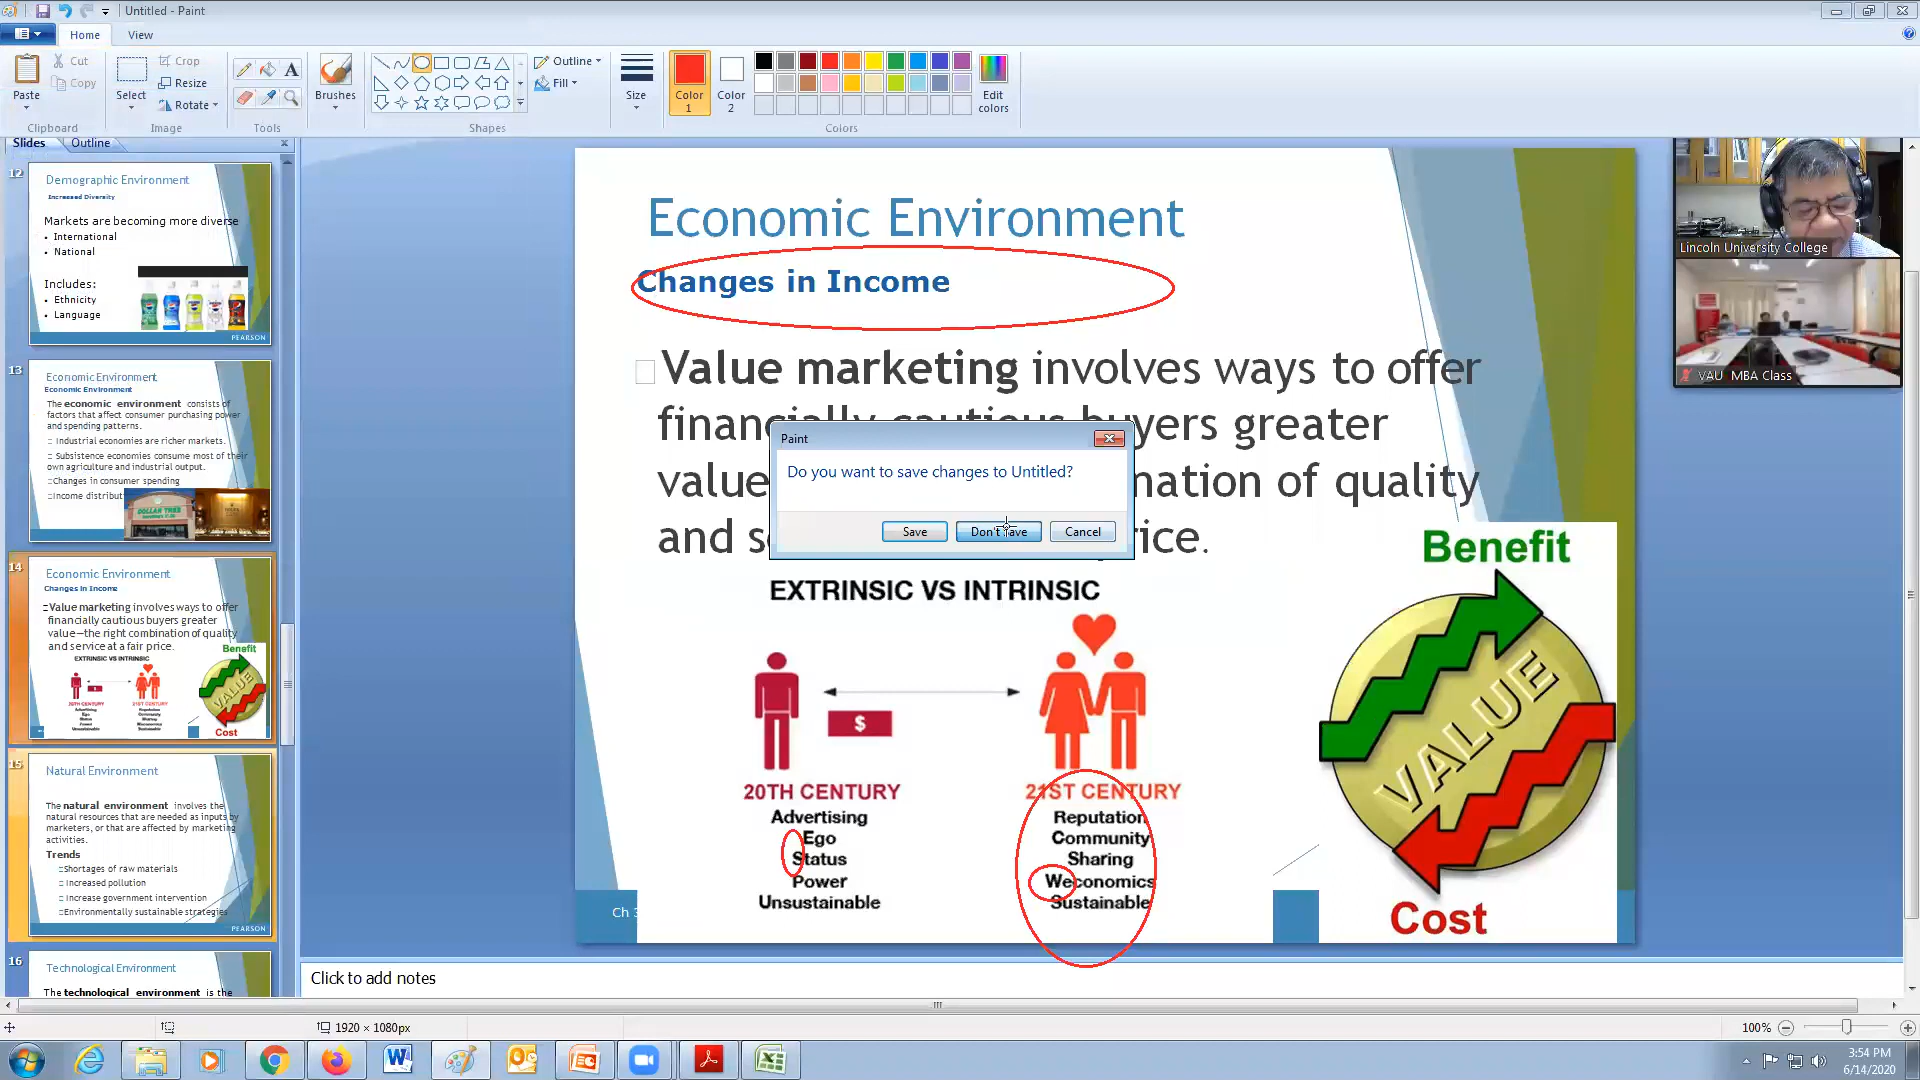 Untitled - Paint
Home
View
Paste
Cut
Copy
Clipboard
Select
Crop
Resize
Rotate
Image
A
Tools
Brushes
Outline
Fill
Shapes
Size
Color 1
Color 2
Edit colors
Colors
Slides
Outline
12
Demographic Environment
Increased Diversity
Markets are becoming more diverse
• International
• National
Includes:
• Ethnicity
• Language
PEARSON
13
Economic Environment
Economic Environment
The economic environment consists of
factors that affect consumer purchasing power
and spending patterns.
Industrial economies are richer markets.
Subsistence economies consume most of their
own agriculture and industrial output.
Changes in consumer spending
Income distribut
DOLLAR TREE
14
Economic Environment
Changes in Income
Value marketing involves ways to offer
financially cautious buyers greater
value—the right combination of quality
and service at a fair price.
EXTRINSIC VS INTRINSIC
20TH CENTURY
Advertising
Ego
Status
Power
Unsustainable
21ST CENTURY
Reputation
Community
Sharing
Weconomics
Sustainable
Benefit
VALUE
Cost
15
Natural Environment
The natural environment involves the
natural resources that are needed as inputs by
marketers, or that are affected by marketing
activities.
Trends
Shortages of raw materials
Increased pollution
Increase government intervention
Environmentally sustainable strategies
PEARSON
16
Technological Environment
The technological environment is the
Economic Environment
Changes in Income
Value marketing involves ways to offer
financially cautious buyers greater
value mation of quality
and s rice.
Paint
Do you want to save changes to Untitled?
Save
Don't Save
Cancel
EXTRINSIC VS INTRINSIC
$
20TH CENTURY
Advertising
Ego
Status
Power
Unsustainable
21ST CENTURY
Reputation
Community
Sharing
Weconomics
Sustainable
Benefit
VALUE
Cost
Ch 3
Lincoln University College
VAU MBA Class
Click to add notes
1920 × 1080px
100%
3:54 PM
6/14/2020